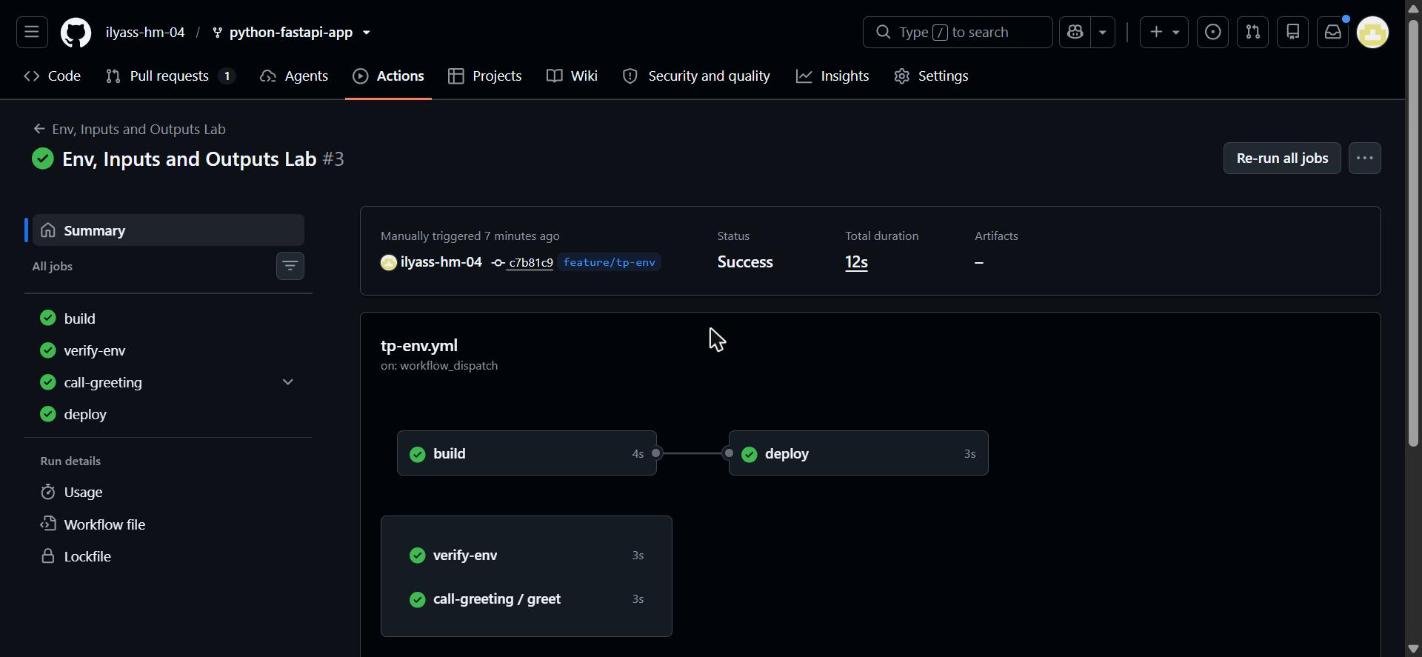 ilyass-hm-04 / python-fastapi-app
Type / to search
Code Pull requests 1 Agents Actions Projects Wiki Security and quality Insights Settings
Env, Inputs and Outputs Lab
Env, Inputs and Outputs Lab #3
Re-run all jobs
Summary
All jobs
build
verify-env
call-greeting
deploy
Run details
Usage
Workflow file
Lockfile
Manually triggered 7 minutes ago
ilyass-hm-04 c7b81c9 feature/tp-env
Status
Success
Total duration
12s
Artifacts
–
tp-env.yml
on: workflow_dispatch
build 4s
deploy 3s
verify-env 3s
call-greeting / greet 3s